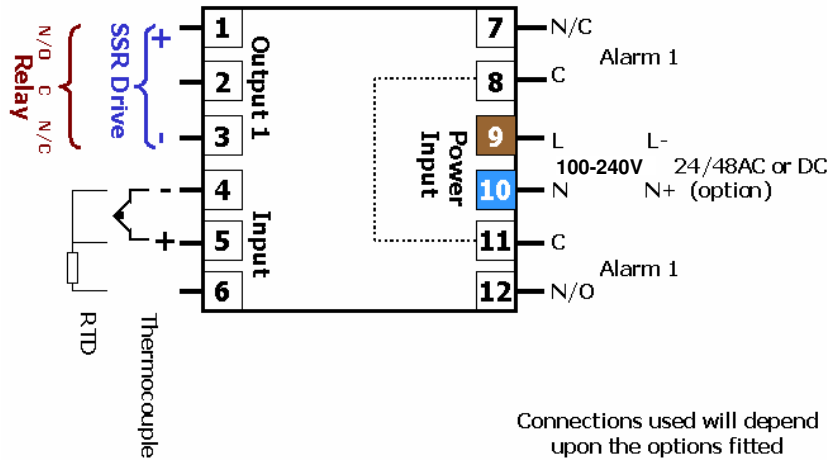 N/O C N/C
Relay
SSR Drive
+
-
1
2
3
4
5
6
Output 1
Input
-
+
RTD
Thermocouple
7
8
9
10
11
12
Power
Input
N/C
C
Alarm 1
L
L-
100-240V
24/48AC or DC
N
N+ (option)
C
Alarm 1
N/O
Connections used will depend
upon the options fitted